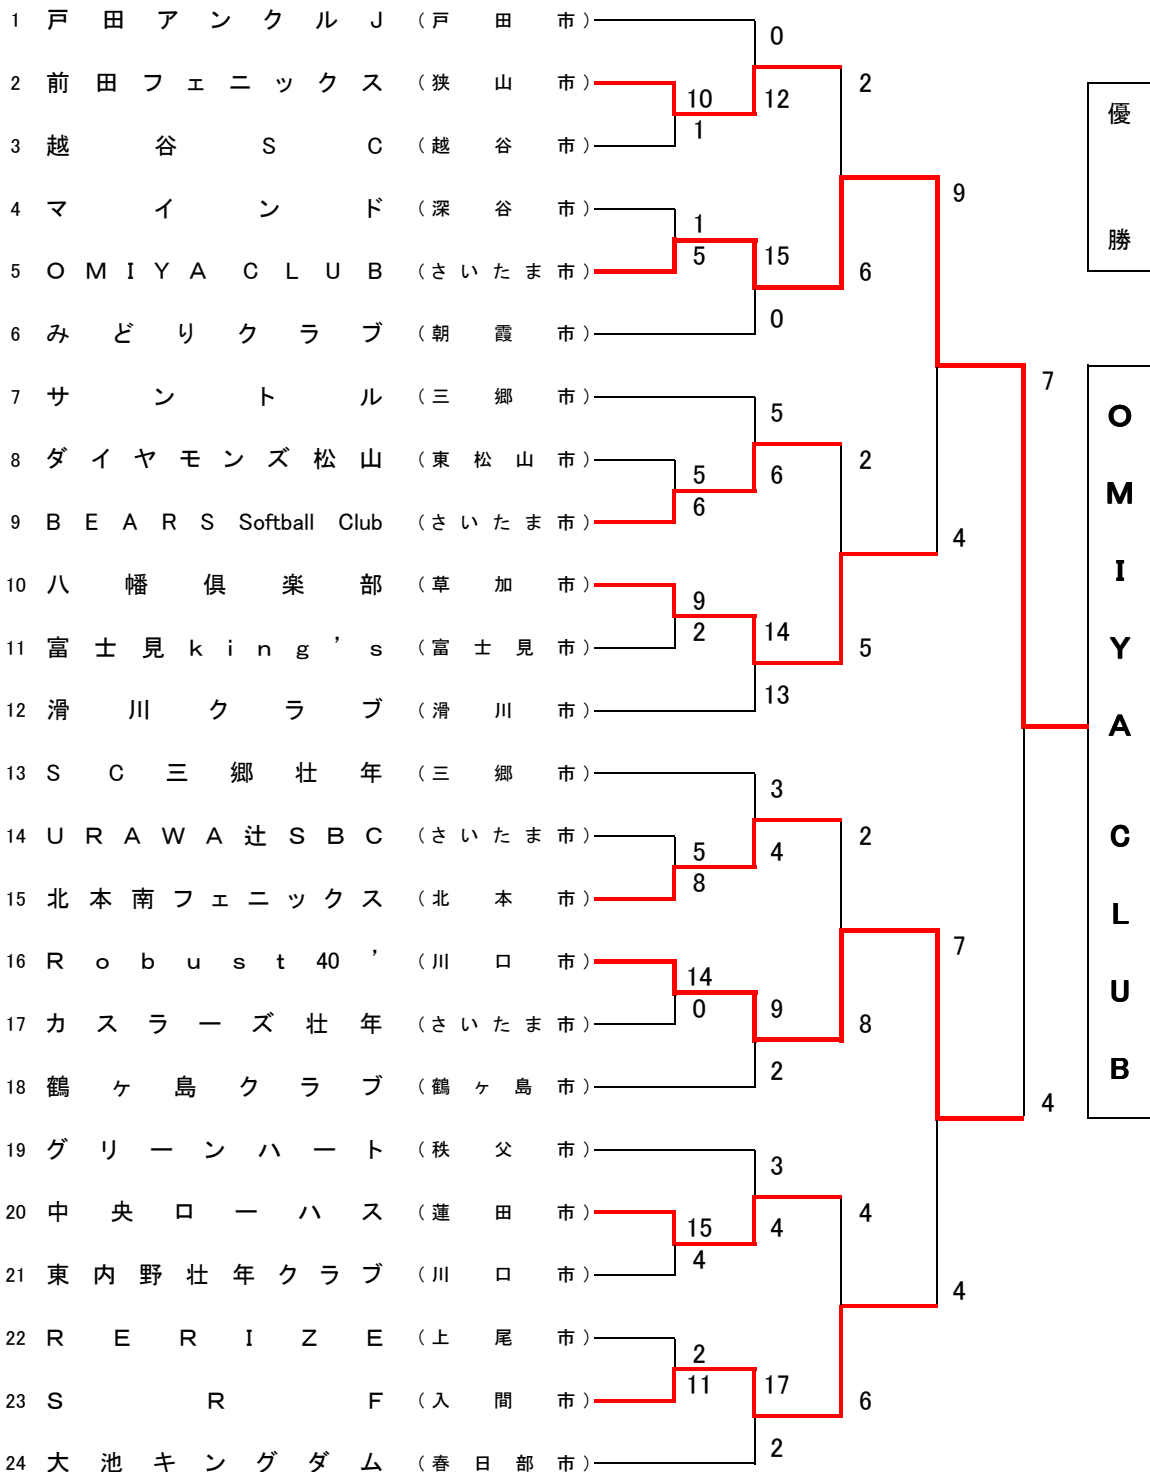 1 戸田アンクルJ (戸田市)
0
2 前田フェニックス (狭山市)
10
12
2
1
3 越谷SC (越谷市)
優勝
9
4 マインド (深谷市)
1
5 OMIYA CLUB (さいたま市)
5
15
6
0
6 みどりクラブ (朝霞市)
7 サントル (三郷市)
5
7
8 ダイヤモンズ松山 (東松山市)
5
6
2
9 BEARS Softball Club (さいたま市)
6
4
10 八幡倶楽部 (草加市)
9
11 富士見king's (富士見市)
2
14
5
12 滑川クラブ (滑川市)
13
OMIYA CLUB
13 SC三郷壮年 (三郷市)
3
14 URAWA辻SBC (さいたま市)
5
4
2
15 北本南フェニックス (北本市)
8
7
16 Robust40' (川口市)
14
17 カスラーズ壮年 (さいたま市)
0
9
8
18 鶴ヶ島クラブ (鶴ヶ島市)
2
4
19 グリーンハート (秩父市)
3
20 中央ローハス (蓮田市)
15
4
4
21 東内野壮年クラブ (川口市)
4
4
22 RERIZE (上尾市)
2
23 SRF (入間市)
11
17
6
24 大池キングダム (春日部市)
2